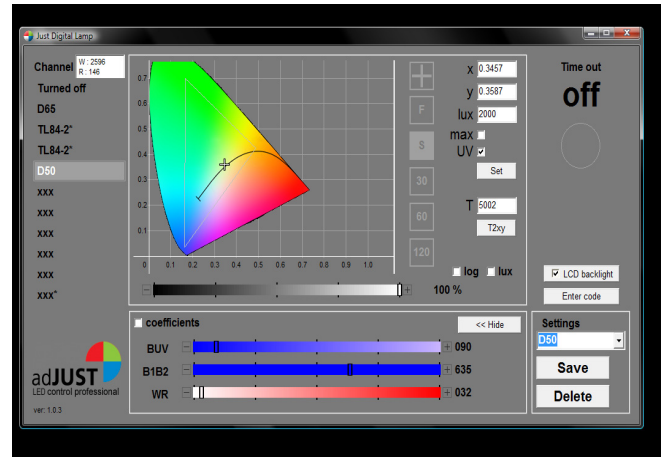 Just Digital Lamp
Channel
W : 2596
R : 146
Turned off
D65
TL84-2*
TL84-2*
D50
xxx
xxx
xxx
xxx
xxx
xxx*
adJUST
LED control professional
ver: 1.0.3
0.7
0.6
0.5
0.4
0.3
0.2
0.1
0 0.1 0.2 0.3 0.4 0.5 0.6 0.7 0.8 0.9 1.0
100 %
F
S
30
60
120
x 0.3457
y 0.3587
lux 2000
max
UV
Set
T 5002
T2xy
log lux
Time out
off
LCD backlight
Enter code
coefficients
<< Hide
BUV 090
B1B2 635
WR 032
Settings
D50
Save
Delete